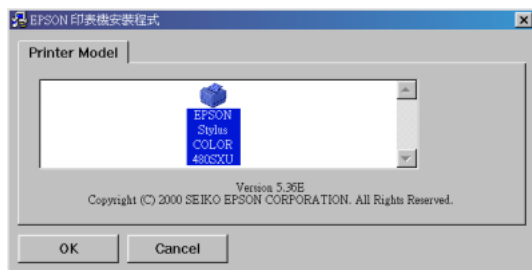 EPSON 印表機安裝程式
Printer Model
EPSON
Stylus
COLOR
480SXU
Version 5.36E
Copyright (C) 2000 SEIKO EPSON CORPORATION. All Rights Reserved.
OK Cancel